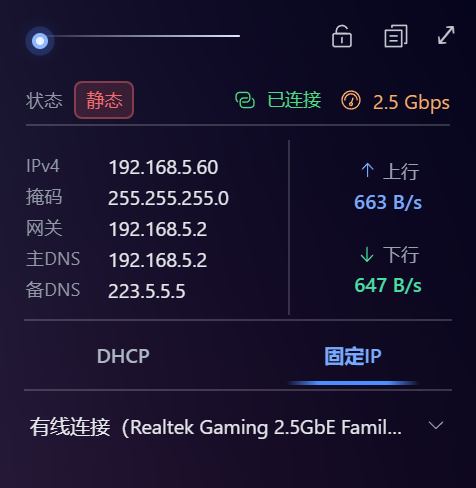 状态 静态 已连接 2.5 Gbps
IPv4 192.168.5.60
掩码 255.255.255.0
网关 192.168.5.2
主DNS 192.168.5.2
备DNS 223.5.5.5
上行
663 B/s
下行
647 B/s
DHCP 固定IP
有线连接（Realtek Gaming 2.5GbE Famil...